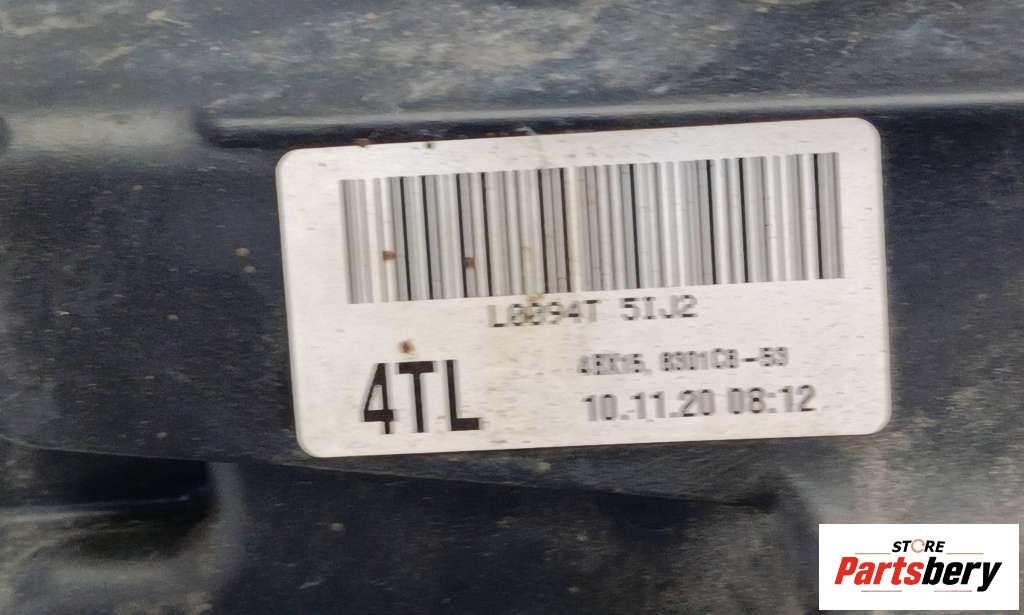 L0094T 5IJ2
4TL
10.11.20 08:12
STORE
Partsbery